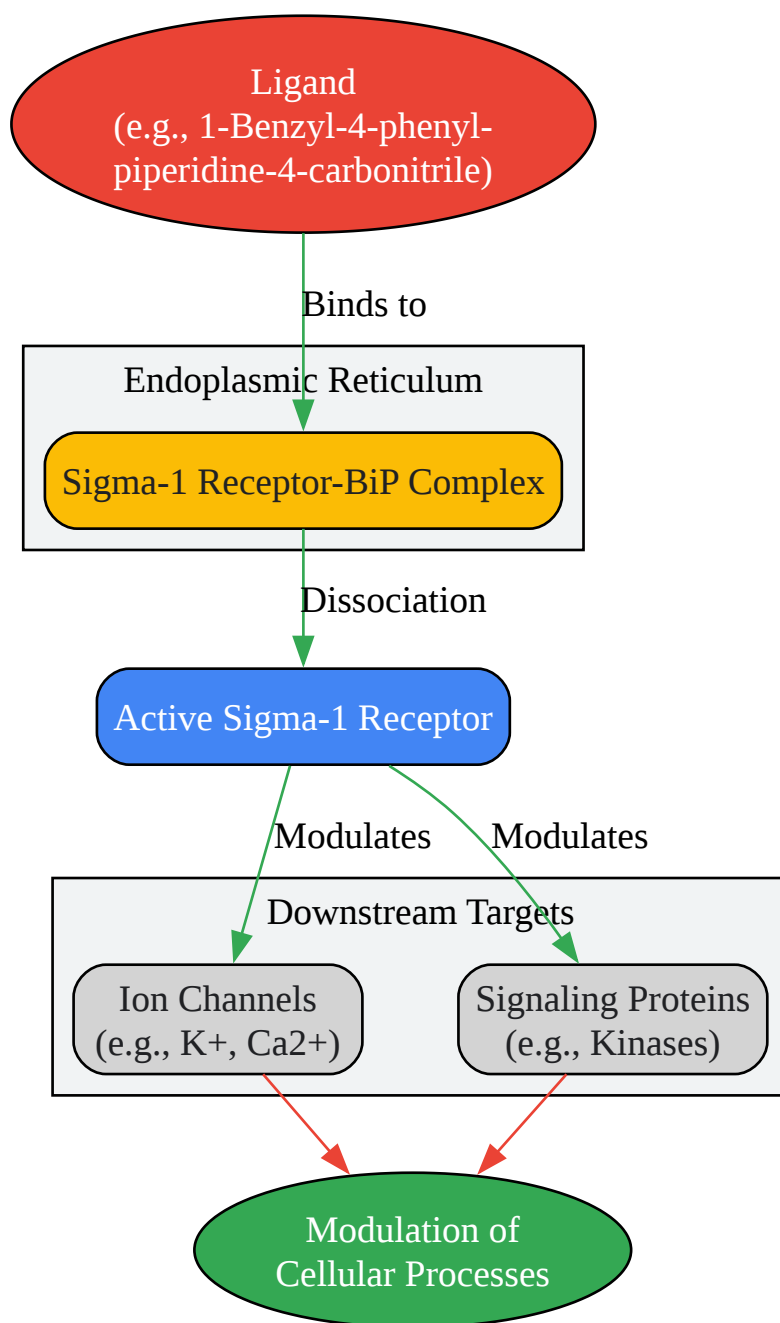 Ligand
(e.g., 1-Benzyl-4-phenyl-
piperidine-4-carbonitrile)
Binds to
Endoplasmic Reticulum
Sigma-1 Receptor-BiP Complex
Dissociation
Active Sigma-1 Receptor
Modulates
Modulates
Downstream Targets
Ion Channels
(e.g., K+, Ca2+)
Signaling Proteins
(e.g., Kinases)
Modulation of
Cellular Processes